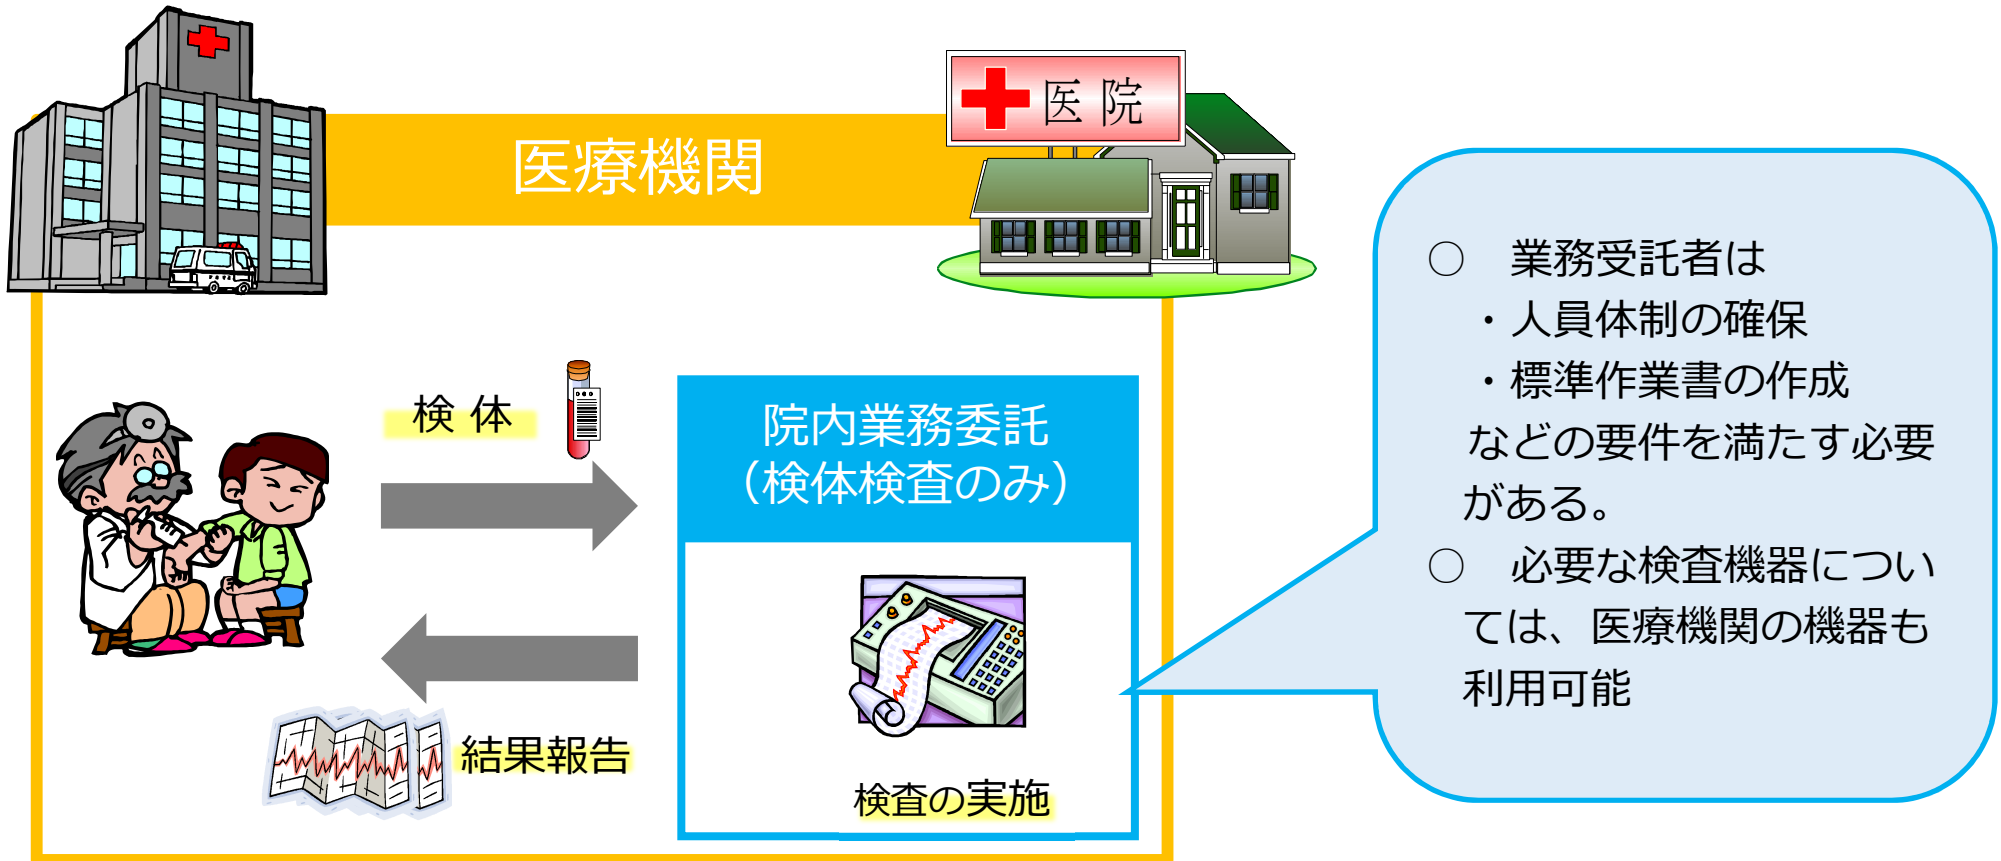 医院
医療機関
検 体
院内業務委託
（検体検査のみ）
結果報告
検査の実施
○　業務受託者は
・人員体制の確保
・標準作業書の作成
などの要件を満たす必要
がある。
○　必要な検査機器につい
ては、医療機関の機器も
利用可能